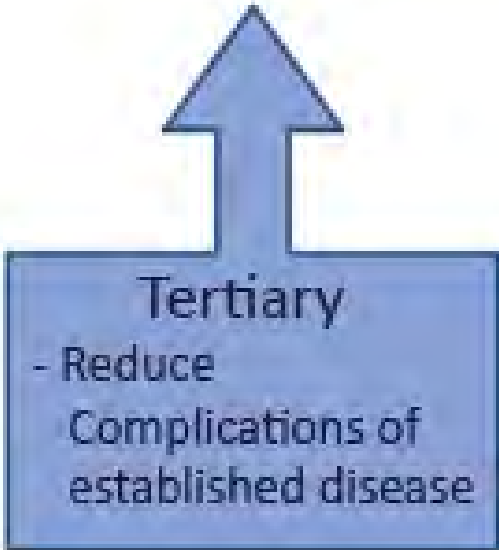 Tertiary
- Reduce
Complications of
established disease